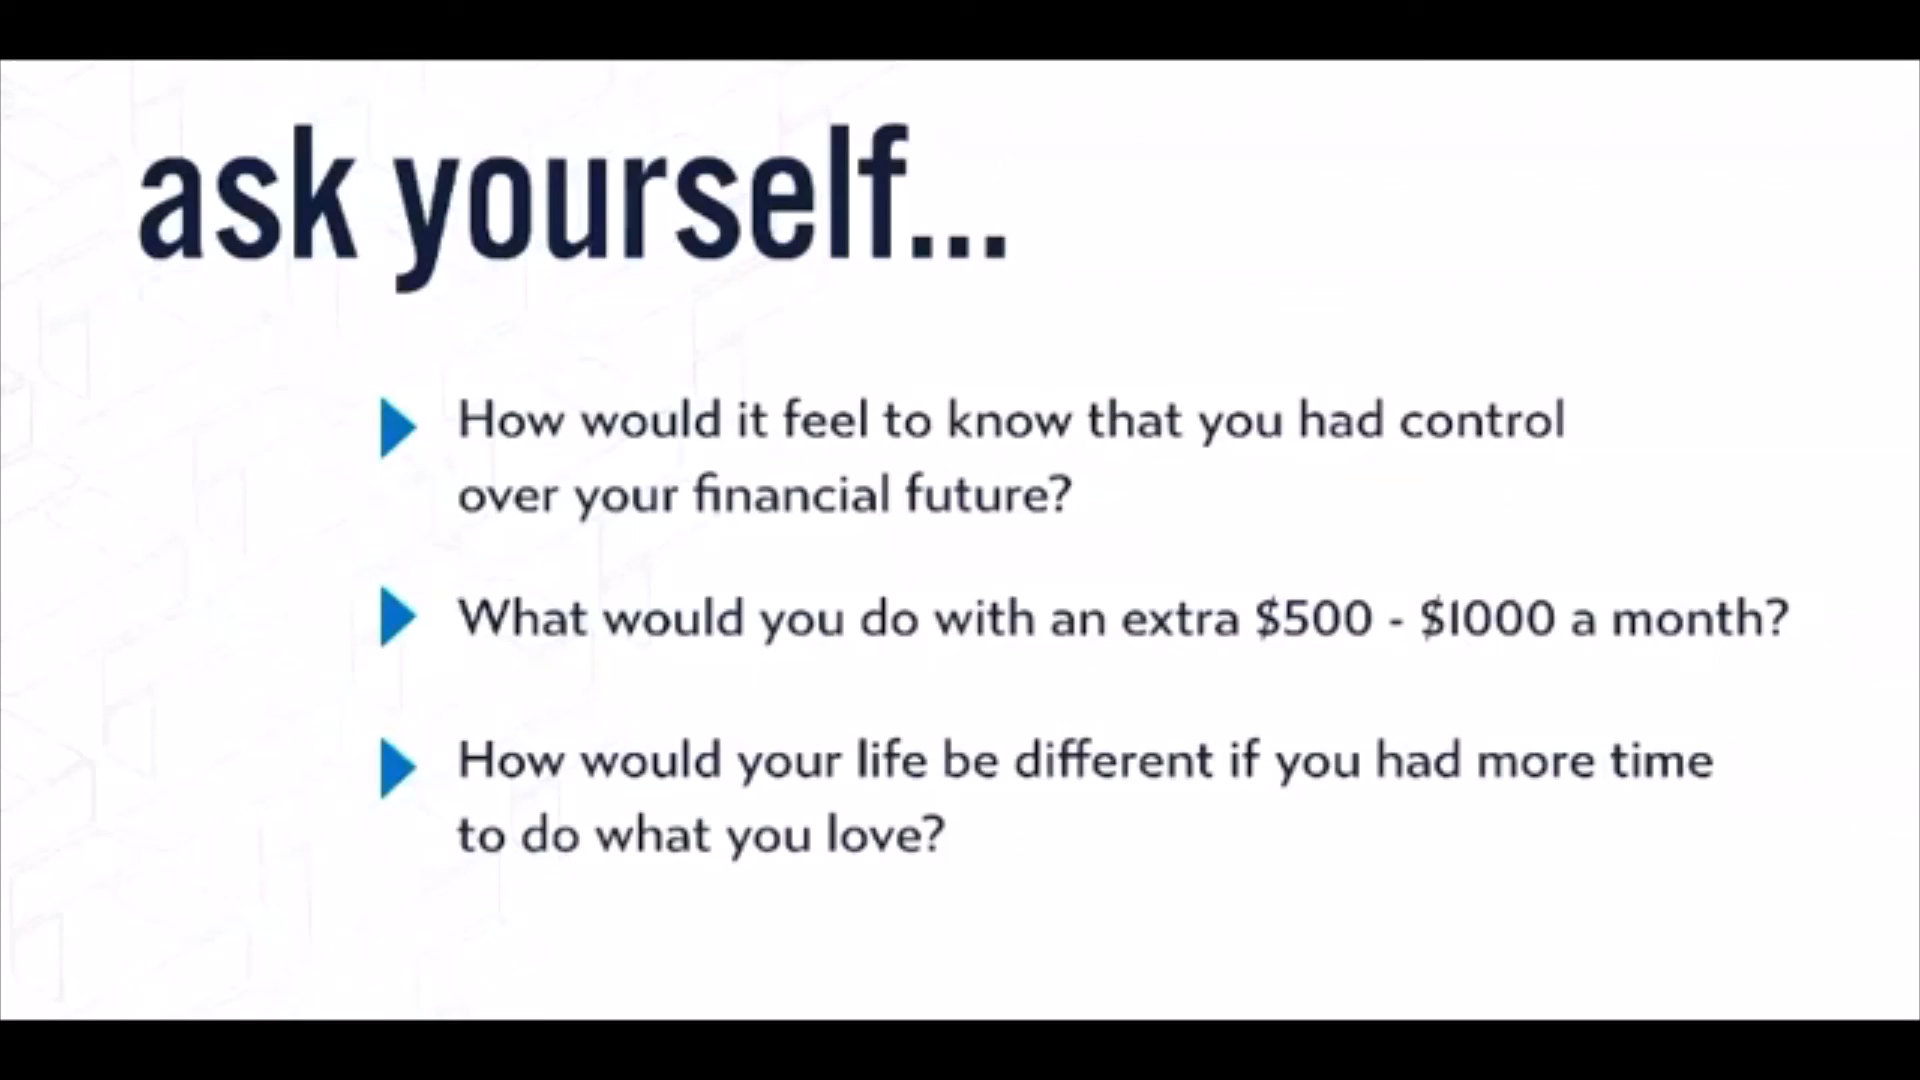 ask yourself...
How would it feel to know that you had control
over your financial future?
What would you do with an extra $500 - $1000 a month?
How would your life be different if you had more time
to do what you love?